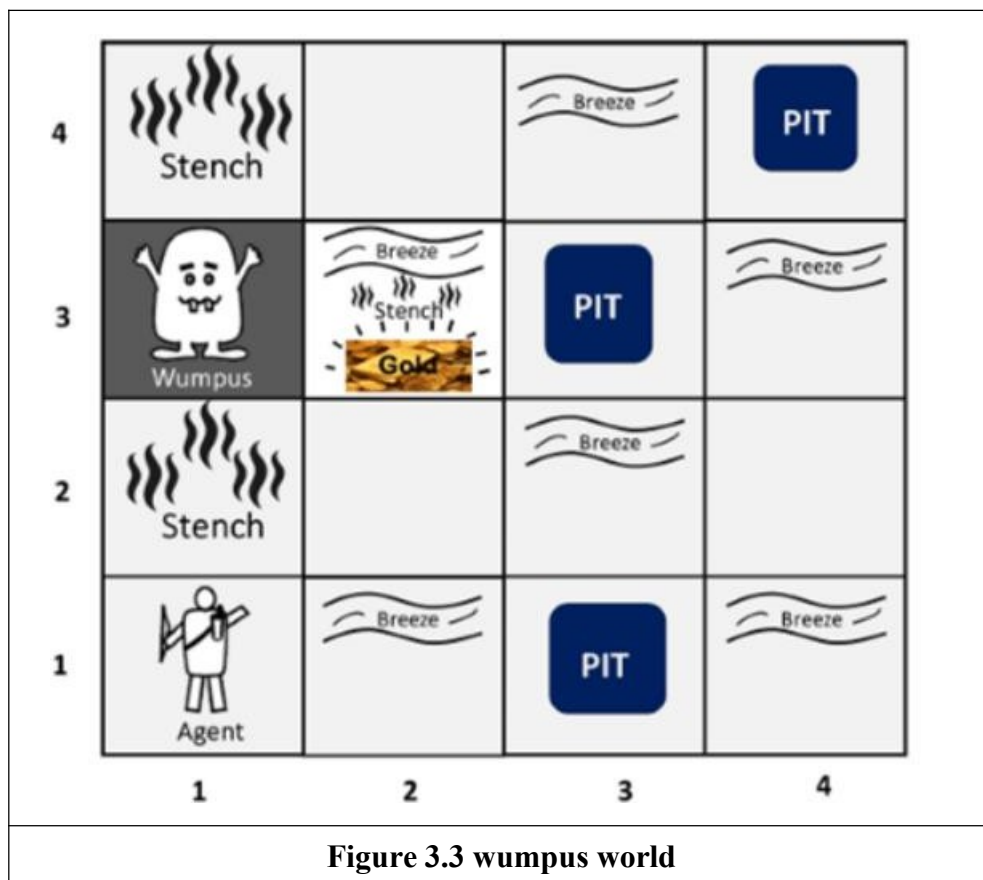 Breeze
PIT
4
Stench
Breeze
Breeze
PIT
3
Stench
Gold
Wumpus
Breeze
2
Stench
Breeze
Breeze
PIT
1
Agent
1 2 3 4
Figure 3.3 wumpus world